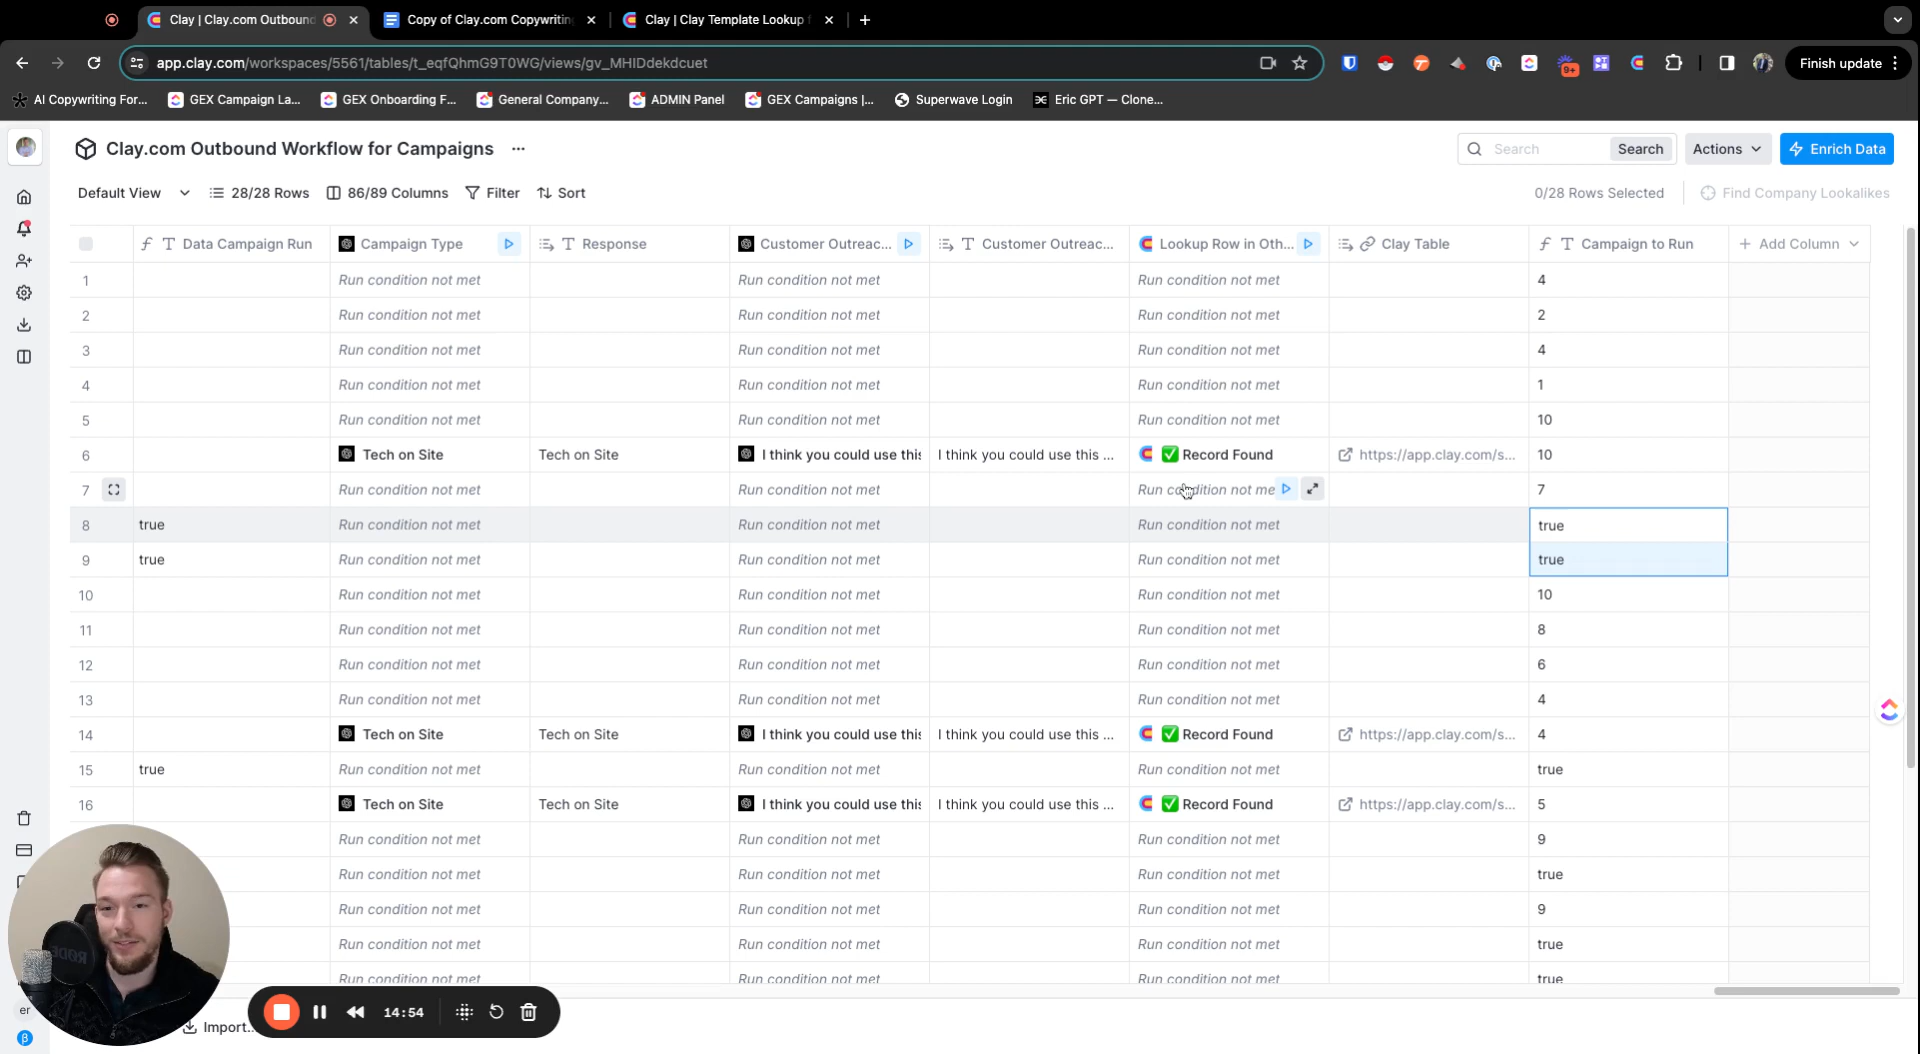 Clay | Clay.com Outbound
Copy of Clay.com Copywriting
Clay | Clay Template Lookup f
app.clay.com/workspaces/5561/tables/t_eqfQhmG9T0WG/views/gv_MHIDdekdcuet
9+
Finish update
AI Copywriting For...
GEX Campaign La...
GEX Onboarding F...
General Company...
ADMIN Panel
GEX Campaigns |...
Superwave Login
Eric GPT — Clone...
Clay.com Outbound Workflow for Campaigns ...
Search Search
Actions
Enrich Data
Default View 28/28 Rows 86/89 Columns Filter Sort 0/28 Rows Selected Find Company Lookalikes
Data Campaign Run Campaign Type Response Customer Outreac... Customer Outreac... Lookup Row in Oth... Clay Table Campaign to Run + Add Column
1 Run condition not met Run condition not met Run condition not met 4
2 Run condition not met Run condition not met Run condition not met 2
3 Run condition not met Run condition not met Run condition not met 4
4 Run condition not met Run condition not met Run condition not met 1
5 Run condition not met Run condition not met Run condition not met 10
6 Tech on Site Tech on Site I think you could use this I think you could use this ... ✅ Record Found https://app.clay.com/s... 10
7 Run condition not met Run condition not met Run condition not me 7
8 true Run condition not met Run condition not met Run condition not met true
9 true Run condition not met Run condition not met Run condition not met true
10 Run condition not met Run condition not met Run condition not met 10
11 Run condition not met Run condition not met Run condition not met 8
12 Run condition not met Run condition not met Run condition not met 6
13 Run condition not met Run condition not met Run condition not met 4
14 Tech on Site Tech on Site I think you could use this I think you could use this ... ✅ Record Found https://app.clay.com/s... 4
15 true Run condition not met Run condition not met Run condition not met true
16 Tech on Site Tech on Site I think you could use this I think you could use this ... ✅ Record Found https://app.clay.com/s... 5
Run condition not met Run condition not met Run condition not met 9
Run condition not met Run condition not met Run condition not met true
Run condition not met Run condition not met Run condition not met 9
Run condition not met Run condition not met Run condition not met true
Run condition not met Run condition not met Run condition not met true
RØDE
er
14:54
β
Import...